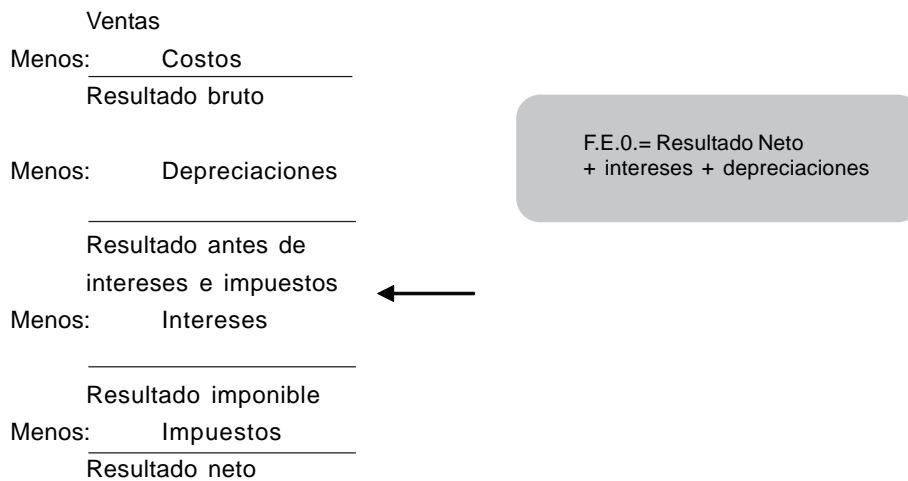 Ventas
Menos: Costos
Resultado bruto
Menos: Depreciaciones
Resultado antes de
intereses e impuestos
Menos: Intereses
Resultado imponible
Menos: Impuestos
Resultado neto
F.E.0.= Resultado Neto
+ intereses + depreciaciones